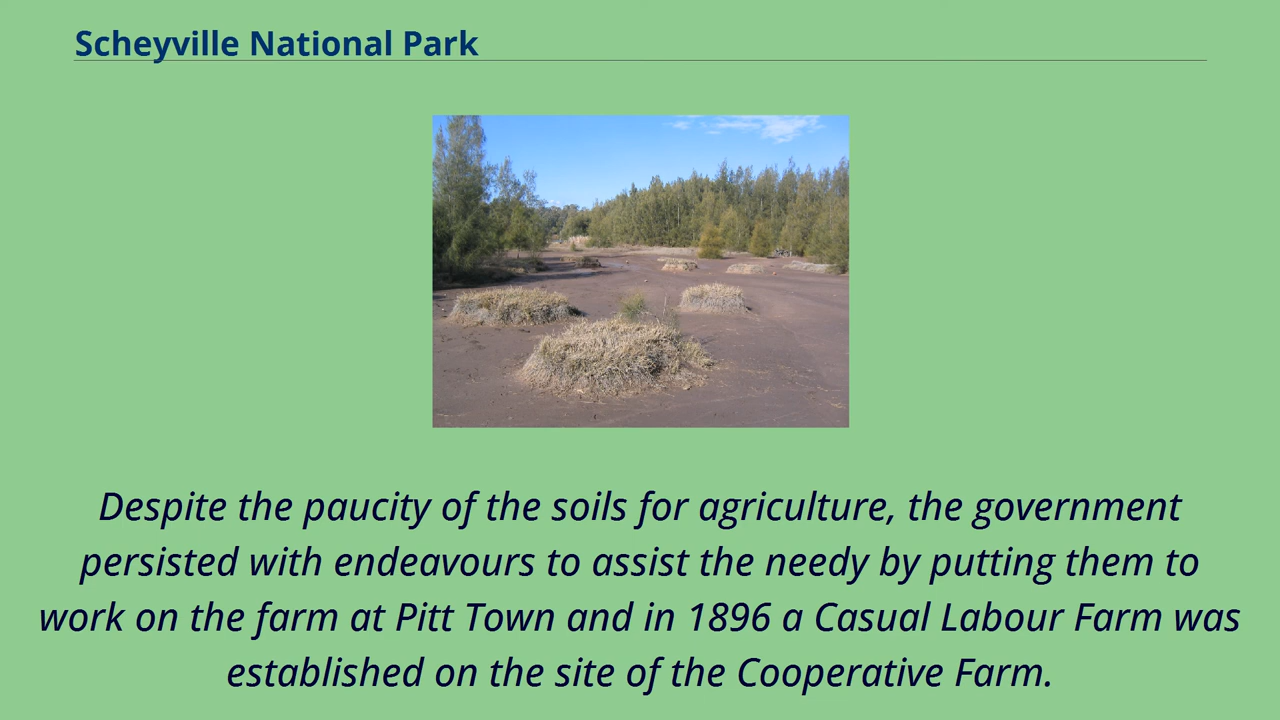 Scheyville National Park
Despite the paucity of the soils for agriculture, the government
persisted with endeavours to assist the needy by putting them to
work on the farm at Pitt Town and in 1896 a Casual Labour Farm was
established on the site of the Cooperative Farm.